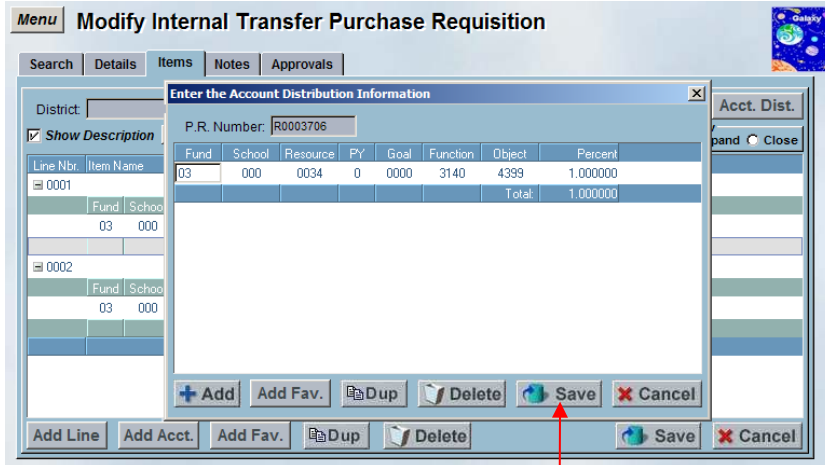 Menu Modify Internal Transfer Purchase Requisition
Galaxy
Search Details Items Notes Approvals
Enter the Account Distribution Information
District:
Acct. Dist.
P.R. Number: R0003706
Show Description
pand Close
Fund School Resource PY Goal Function Object Percent
Line Nbr. Item Name
03 000 0034 0 0000 3140 4399 1.000000
0001
Total: 1.000000
Fund Schoo
03 000
0002
Fund Schoo
03 000
Add Add Fav. Dup Delete Save Cancel
Add Line Add Acct. Add Fav. Dup Delete Save Cancel